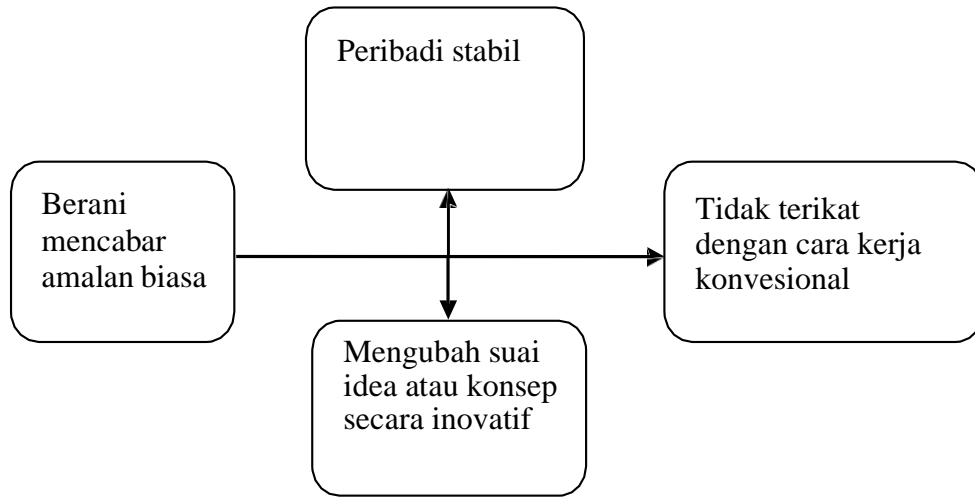 Peribadi stabil
Berani
mencabar
amalan biasa
Tidak terikat
dengan cara kerja
konvesional
Mengubah suai
idea atau konsep
secara inovatif